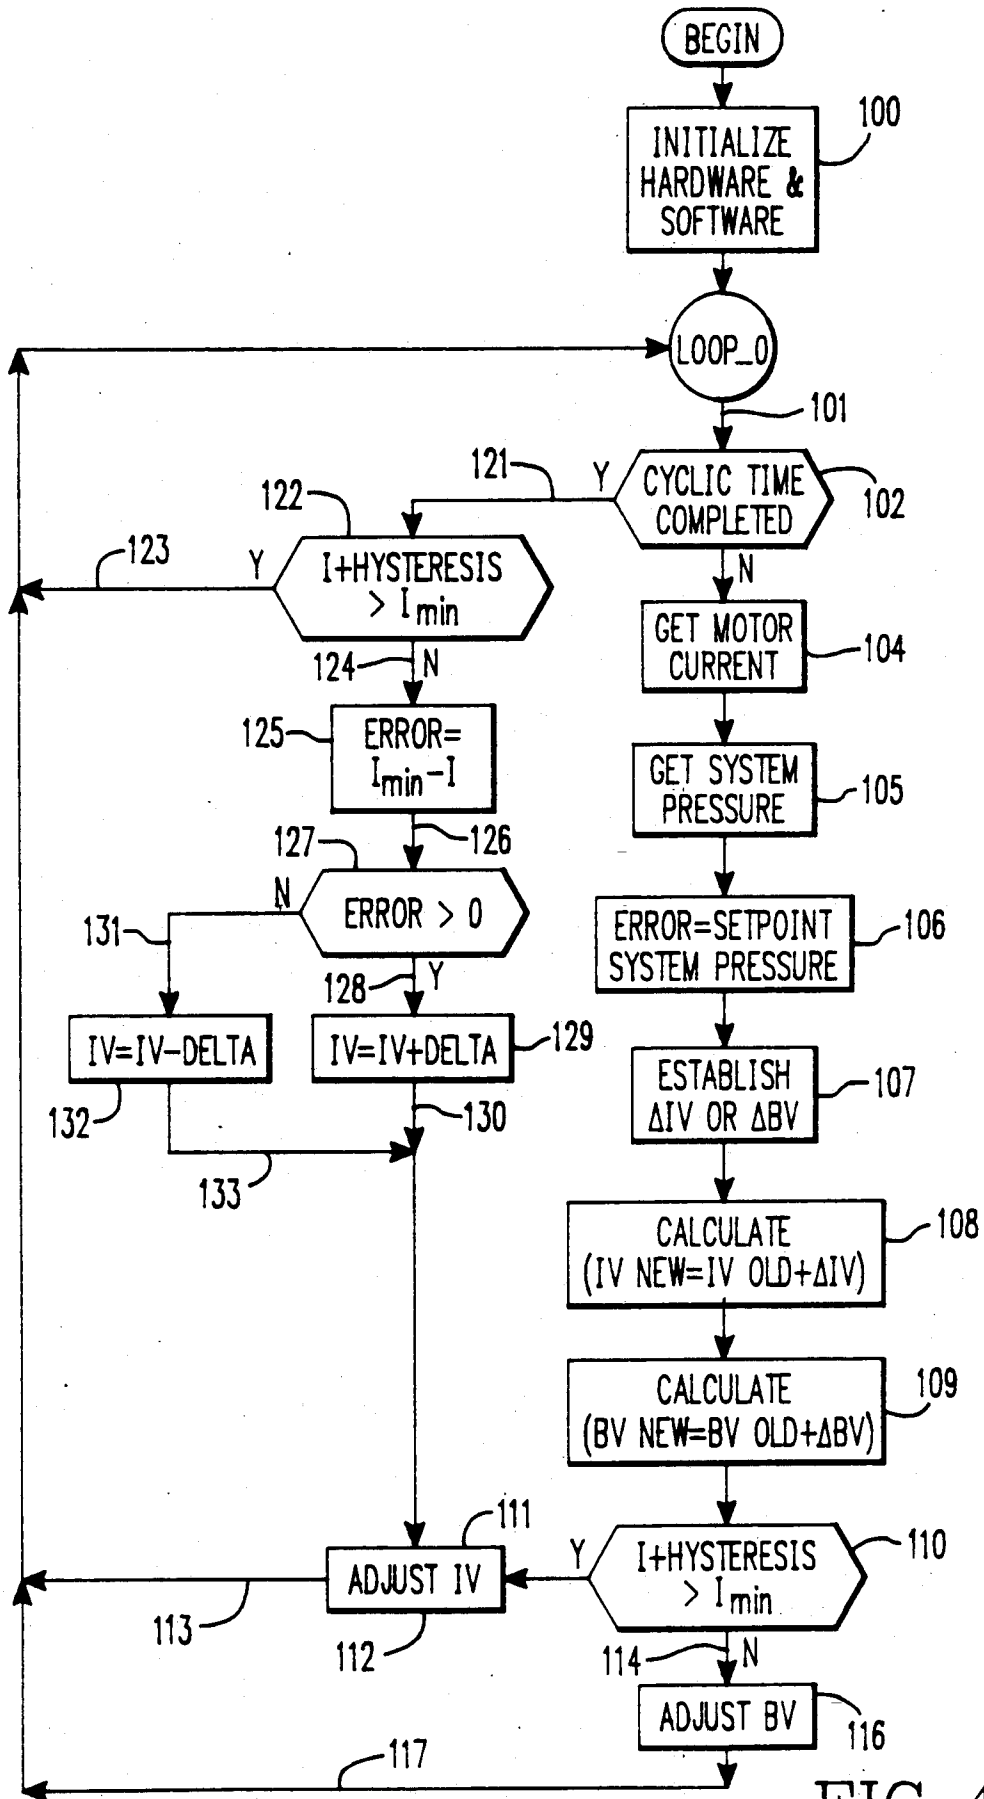 BEGIN
100
INITIALIZE
HARDWARE &
SOFTWARE
LOOP_0
101
CYCLIC TIME
COMPLETED
102
Y
121
122
I+HYSTERESIS
> Imin
Y
123
N
GET MOTOR
CURRENT
104
124
N
125
ERROR=
Imin-I
GET SYSTEM
PRESSURE
105
126
127
ERROR > 0
N
131
128
Y
ERROR=SETPOINT
SYSTEM PRESSURE
106
IV=IV-DELTA
132
IV=IV+DELTA
129
130
133
ESTABLISH
ΔIV OR ΔBV
107
CALCULATE
(IV NEW=IV OLD+ΔIV)
108
CALCULATE
(BV NEW=BV OLD+ΔBV)
109
I+HYSTERESIS
> Imin
110
Y
111
ADJUST IV
112
113
114
N
ADJUST BV
116
117